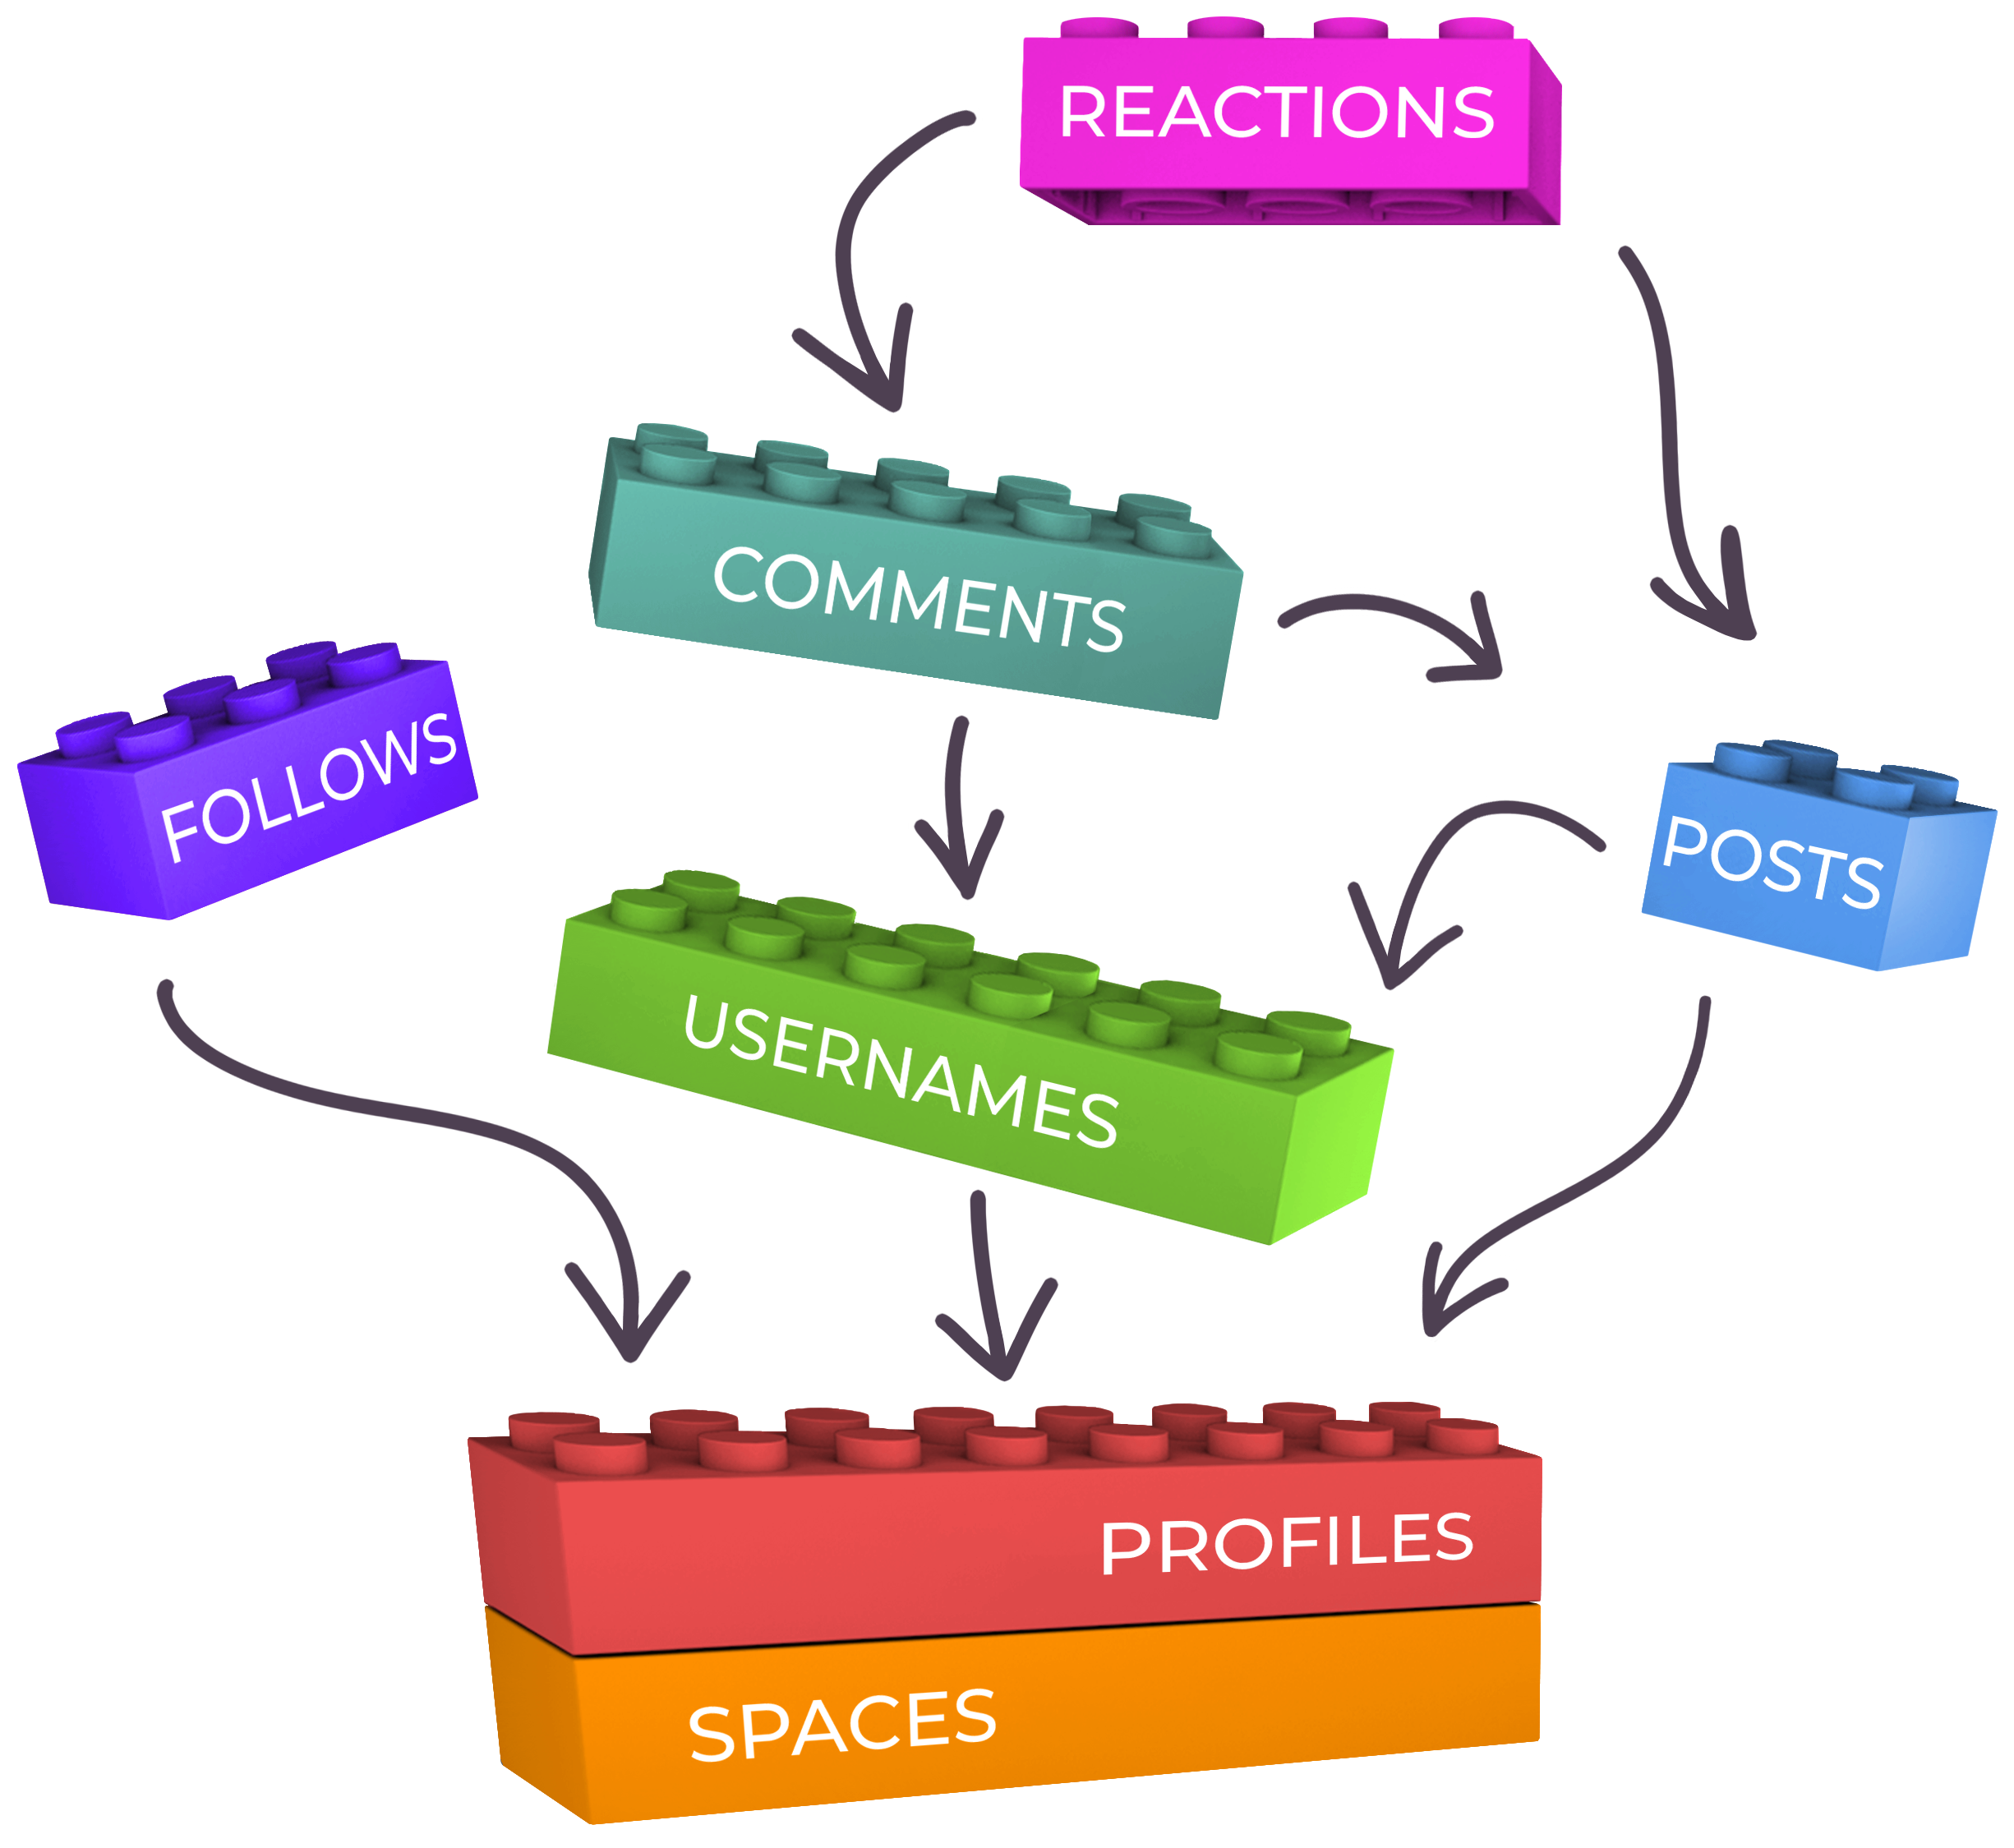 REACTIONS
COMMENTS
FOLLOWS
POSTS
USERNAMES
PROFILES
SPACES